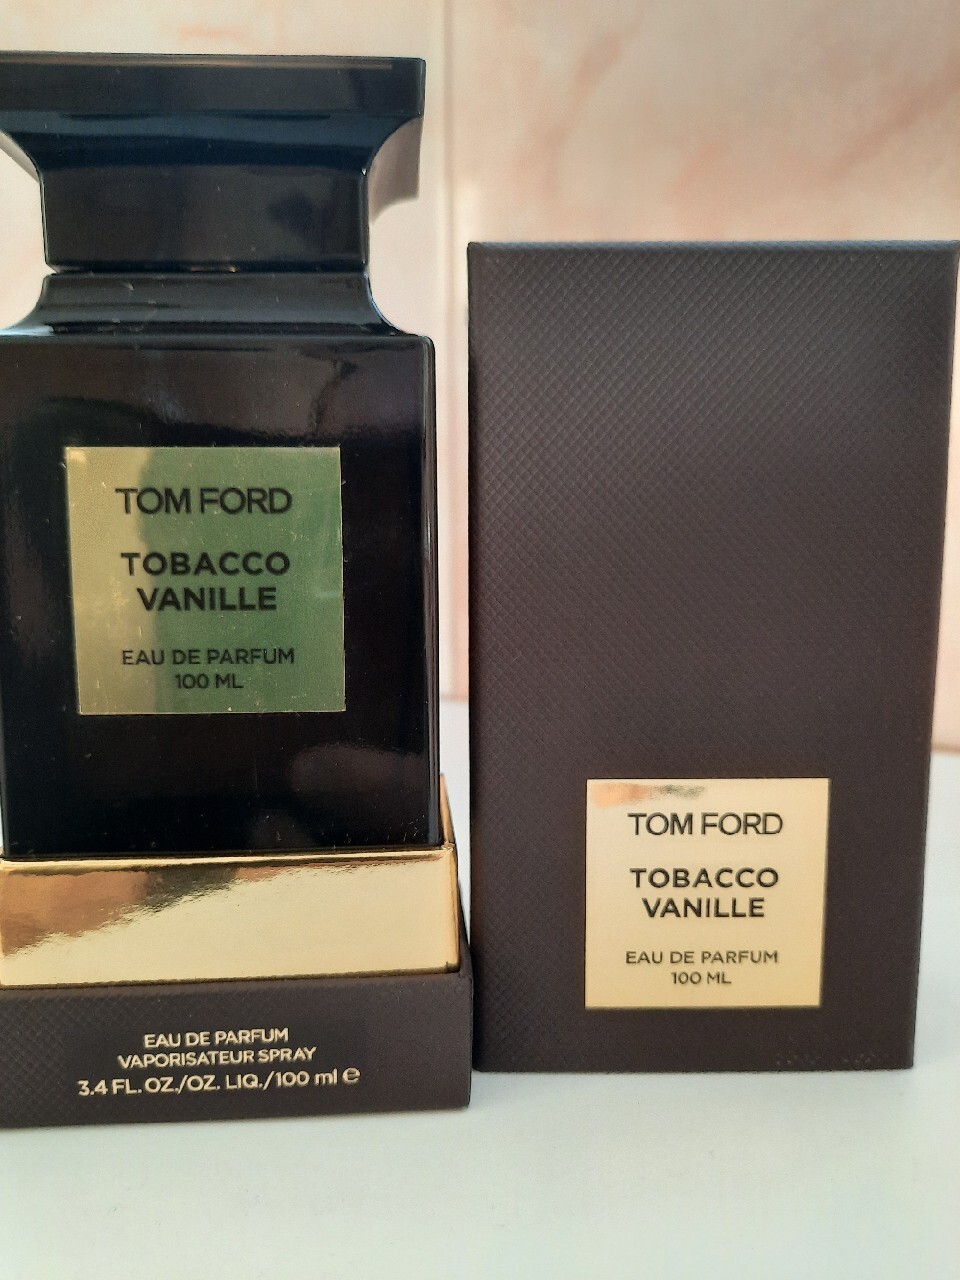 TOM FORD
TOBACCO
VANILLE
EAU DE PARFUM
100 ML
EAU DE PARFUM
VAPORISATEUR SPRAY
3.4 FL. OZ./OZ. LIQ./100 ml ℮
TOM FORD
TOBACCO
VANILLE
EAU DE PARFUM
100 ML